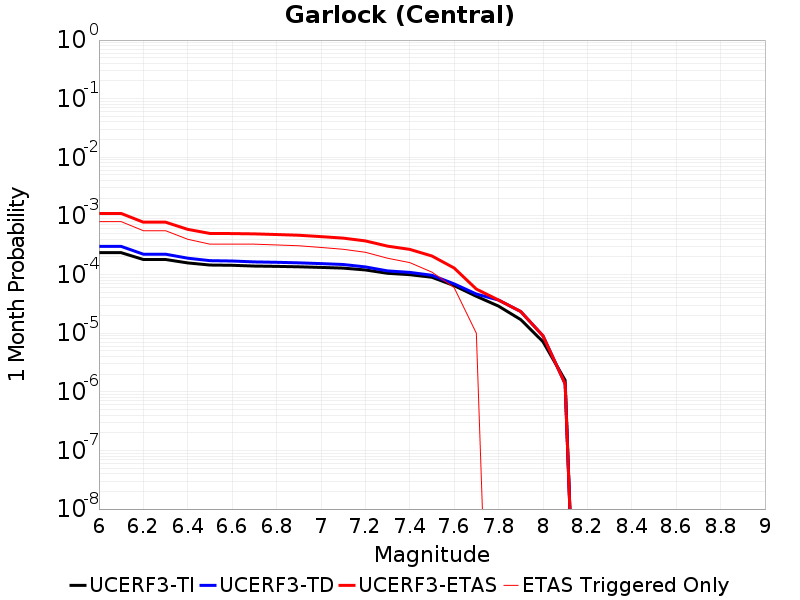 Garlock (Central)
1 Month Probability
10^0
10^-1
10^-2
10^-3
10^-4
10^-5
10^-6
10^-7
10^-8
6 6.2 6.4 6.6 6.8 7 7.2 7.4 7.6 7.8 8 8.2 8.4 8.6 8.8 9
Magnitude
UCERF3-TI UCERF3-TD UCERF3-ETAS ETAS Triggered Only